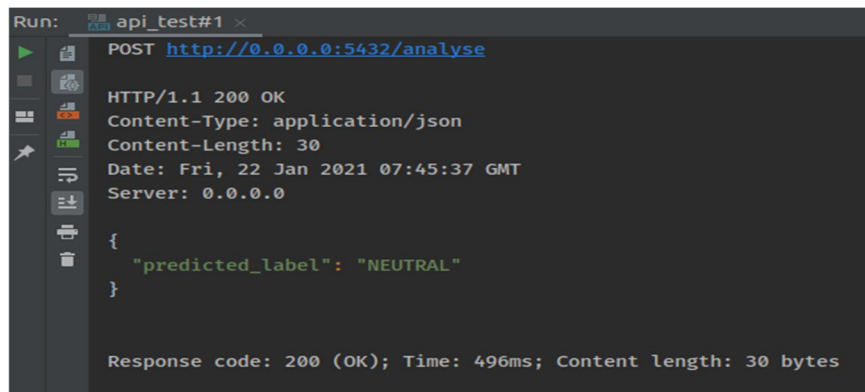 Run: api_test#1
POST http://0.0.0.0:5432/analyse
HTTP/1.1 200 OK
Content-Type: application/json
Content-Length: 30
Date: Fri, 22 Jan 2021 07:45:37 GMT
Server: 0.0.0.0
{
"predicted_label": "NEUTRAL"
}
Response code: 200 (OK); Time: 496ms; Content length: 30 bytes